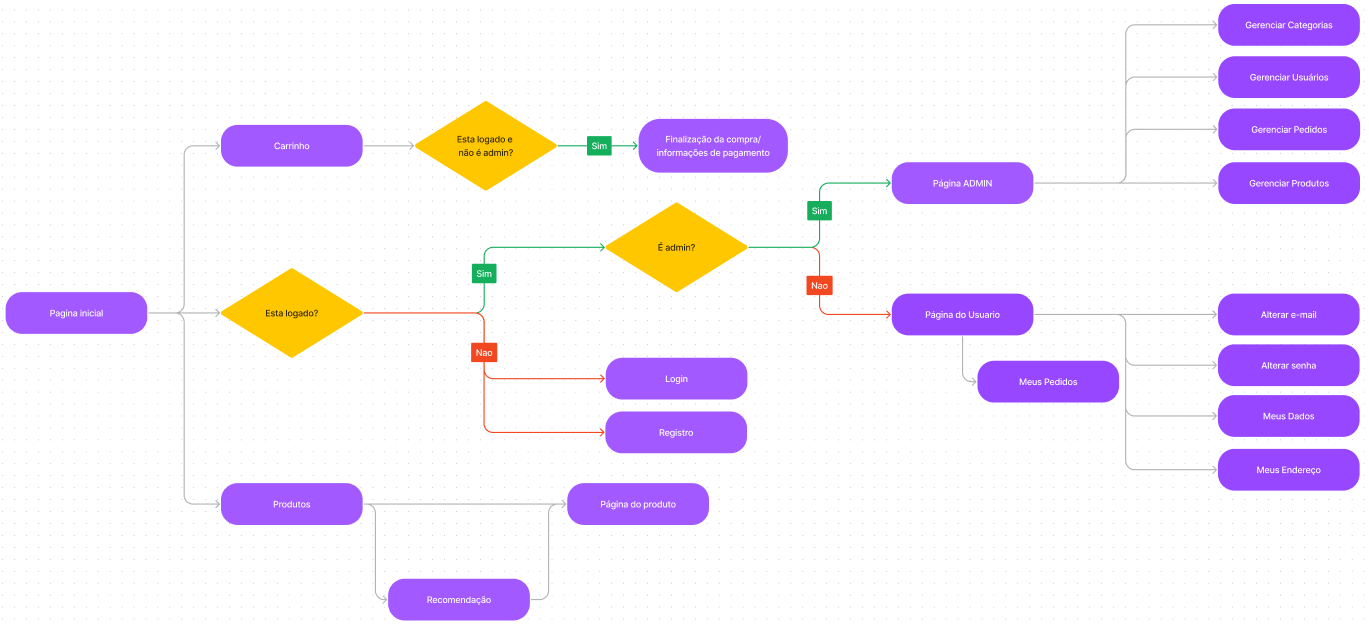 Gerenciar Categorias
Gerenciar Usuários
Gerenciar Pedidos
Gerenciar Produtos
Carrinho
Esta logado e
não é admin?
Sim
Finalização da compra/
informações de pagamento
Página ADMIN
Sim
É admin?
Sim
Nao
Pagina inicial
Esta logado?
Nao
Página do Usuario
Alterar e-mail
Alterar senha
Meus Pedidos
Meus Dados
Meus Endereço
Login
Registro
Produtos
Página do produto
Recomendação